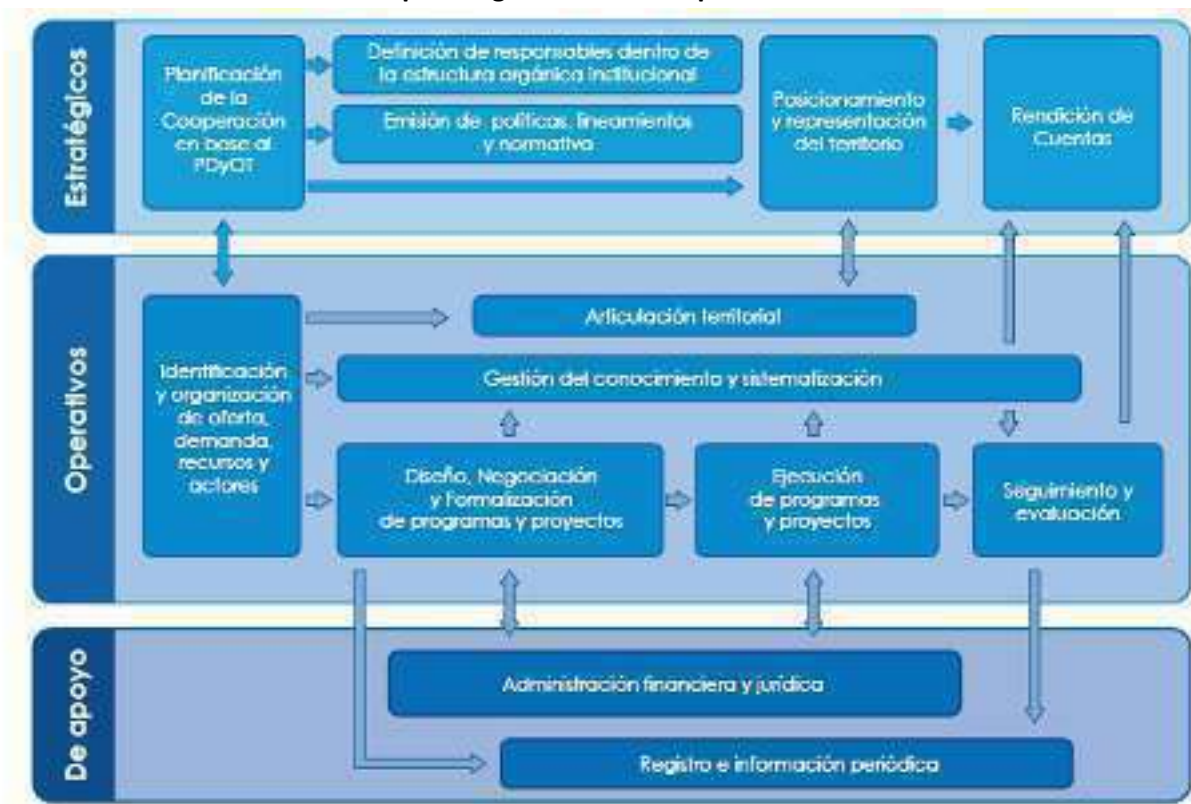 Estratégicos
Planificación
de la
Cooperación
en base al
PDyOT
Definición de responsables dentro de
la estructura orgánica institucional
Emisión de políticas, lineamientos
y normativa
Posicionamiento
y representación
del territorio
Rendición de
Cuentas
Operativos
Identificación
y organización
de oferta,
demanda,
recursos y
actores
Articulación territorial
Gestión del conocimiento y sistematización
Diseño, Negociación
y Formalización
de programas y proyectos
Ejecución
de programas
y proyectos
Seguimiento y
evaluación
De apoyo
Administración financiera y jurídica
Registro e información periódica